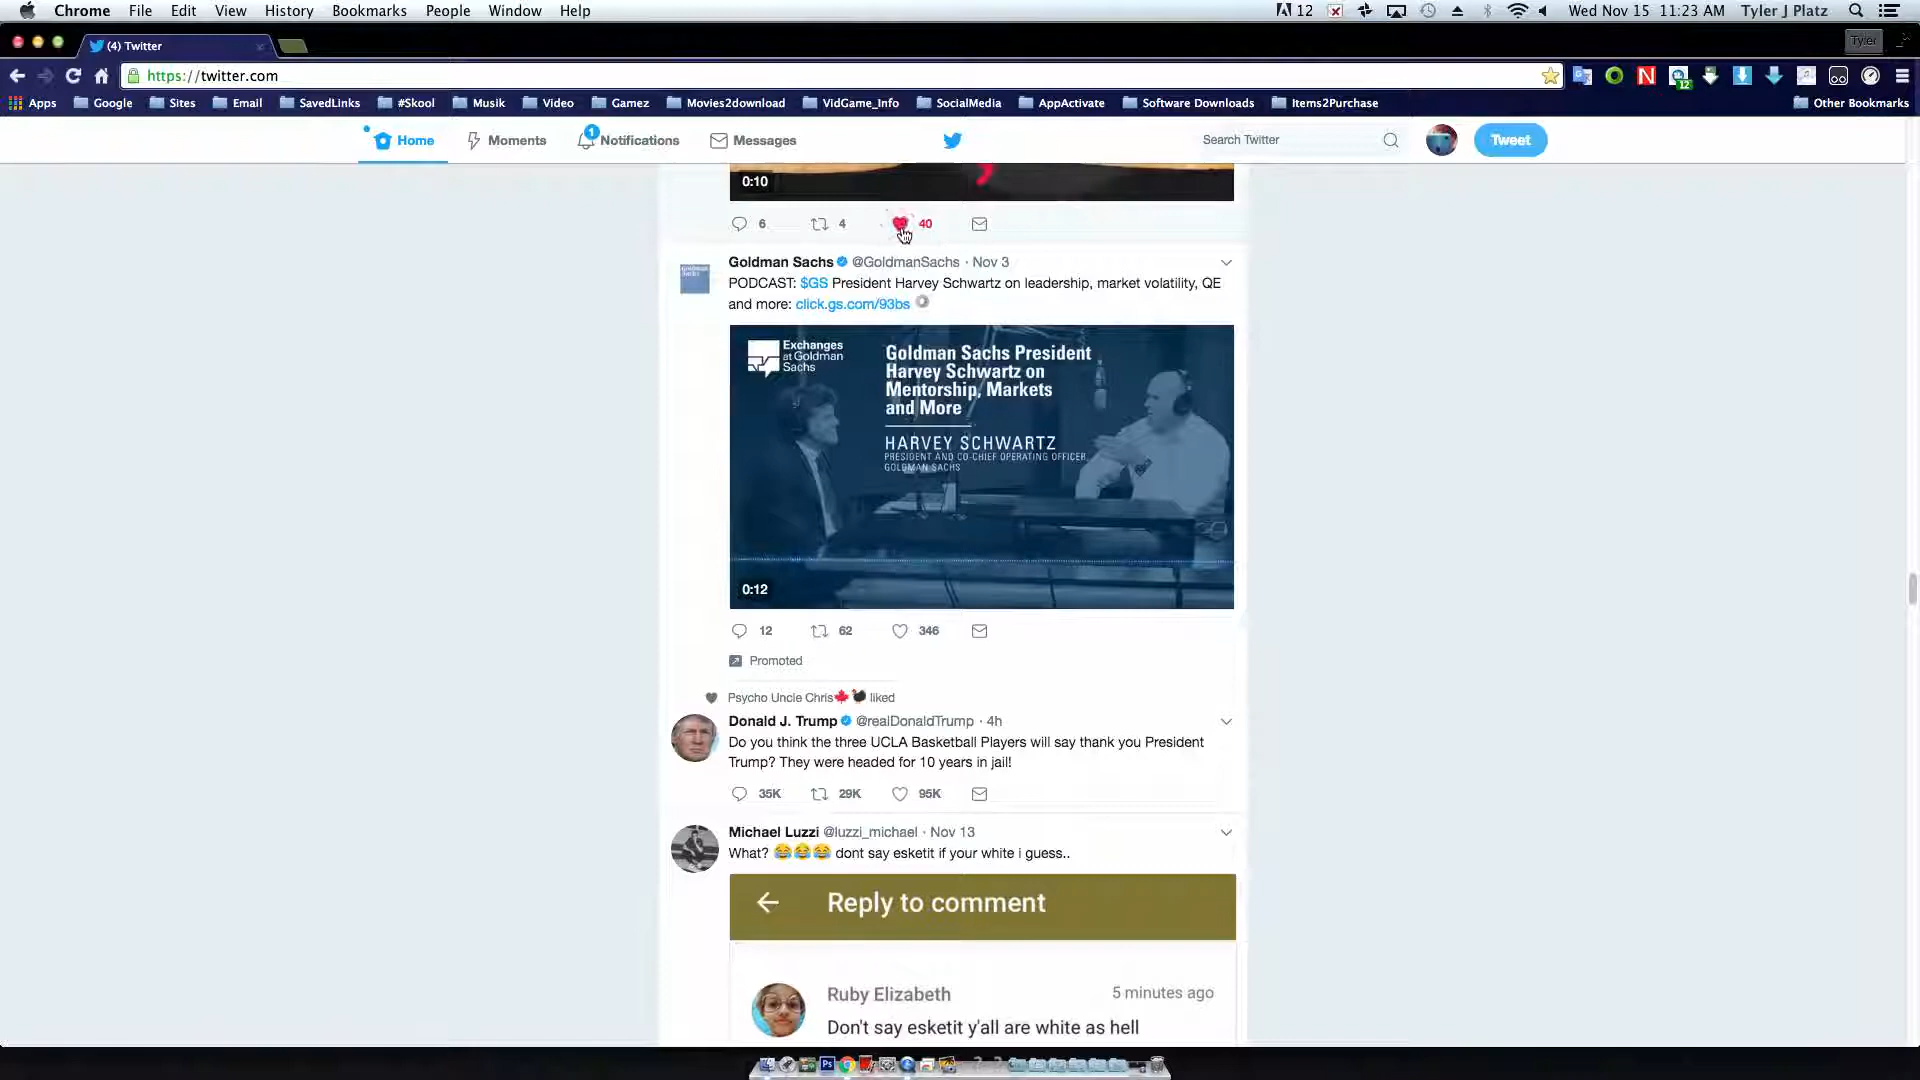 Chrome File Edit View History Bookmarks People Window Help 12 Wed Nov 15 11:23 AM Tyler J Platz
(4) Twitter Tyler
https://twitter.com 12
Apps Google Sites Email SavedLinks #Skool Musik Video Gamez Movies2download VidGame_Info SocialMedia AppActivate Software Downloads Items2Purchase Other Bookmarks
Home Moments 1 Notifications Messages Search Twitter Tweet
0:10
6 4 40
Goldman Sachs @GoldmanSachs · Nov 3
PODCAST: $GS President Harvey Schwartz on leadership, market volatility, QE
and more: click.gs.com/93bs
Exchanges
at Goldman
Sachs
Goldman Sachs President
Harvey Schwartz on
Mentorship, Markets
and More
HARVEY SCHWARTZ
PRESIDENT AND CO-CHIEF OPERATING OFFICER,
GOLDMAN SACHS
0:12
12 62 346
Promoted
Psycho Uncle Chris🍁🦃 liked
Donald J. Trump @realDonaldTrump · 4h
Do you think the three UCLA Basketball Players will say thank you President
Trump? They were headed for 10 years in jail!
35K 29K 95K
Michael Luzzi @luzzi_michael · Nov 13
What? 😂😂😂 dont say esketit if your white i guess..
Reply to comment
Ruby Elizabeth 5 minutes ago
Don't say esketit y'all are white as hell